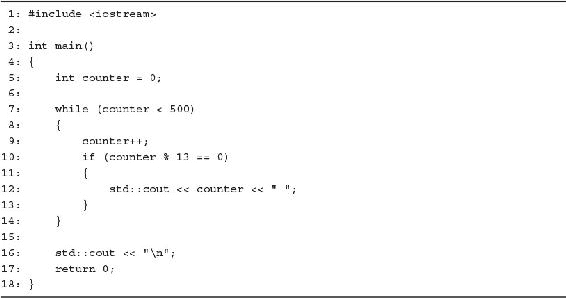 1: #include <iostream>
2:
3: int main()
4: {
5: int counter = 0;
6:
7: while (counter < 500)
8: {
9: counter++;
10: if (counter % 13 == 0)
11: {
12: std::cout << counter << " ";
13: }
14: }
15:
16: std::cout << "\n";
17: return 0;
18: }